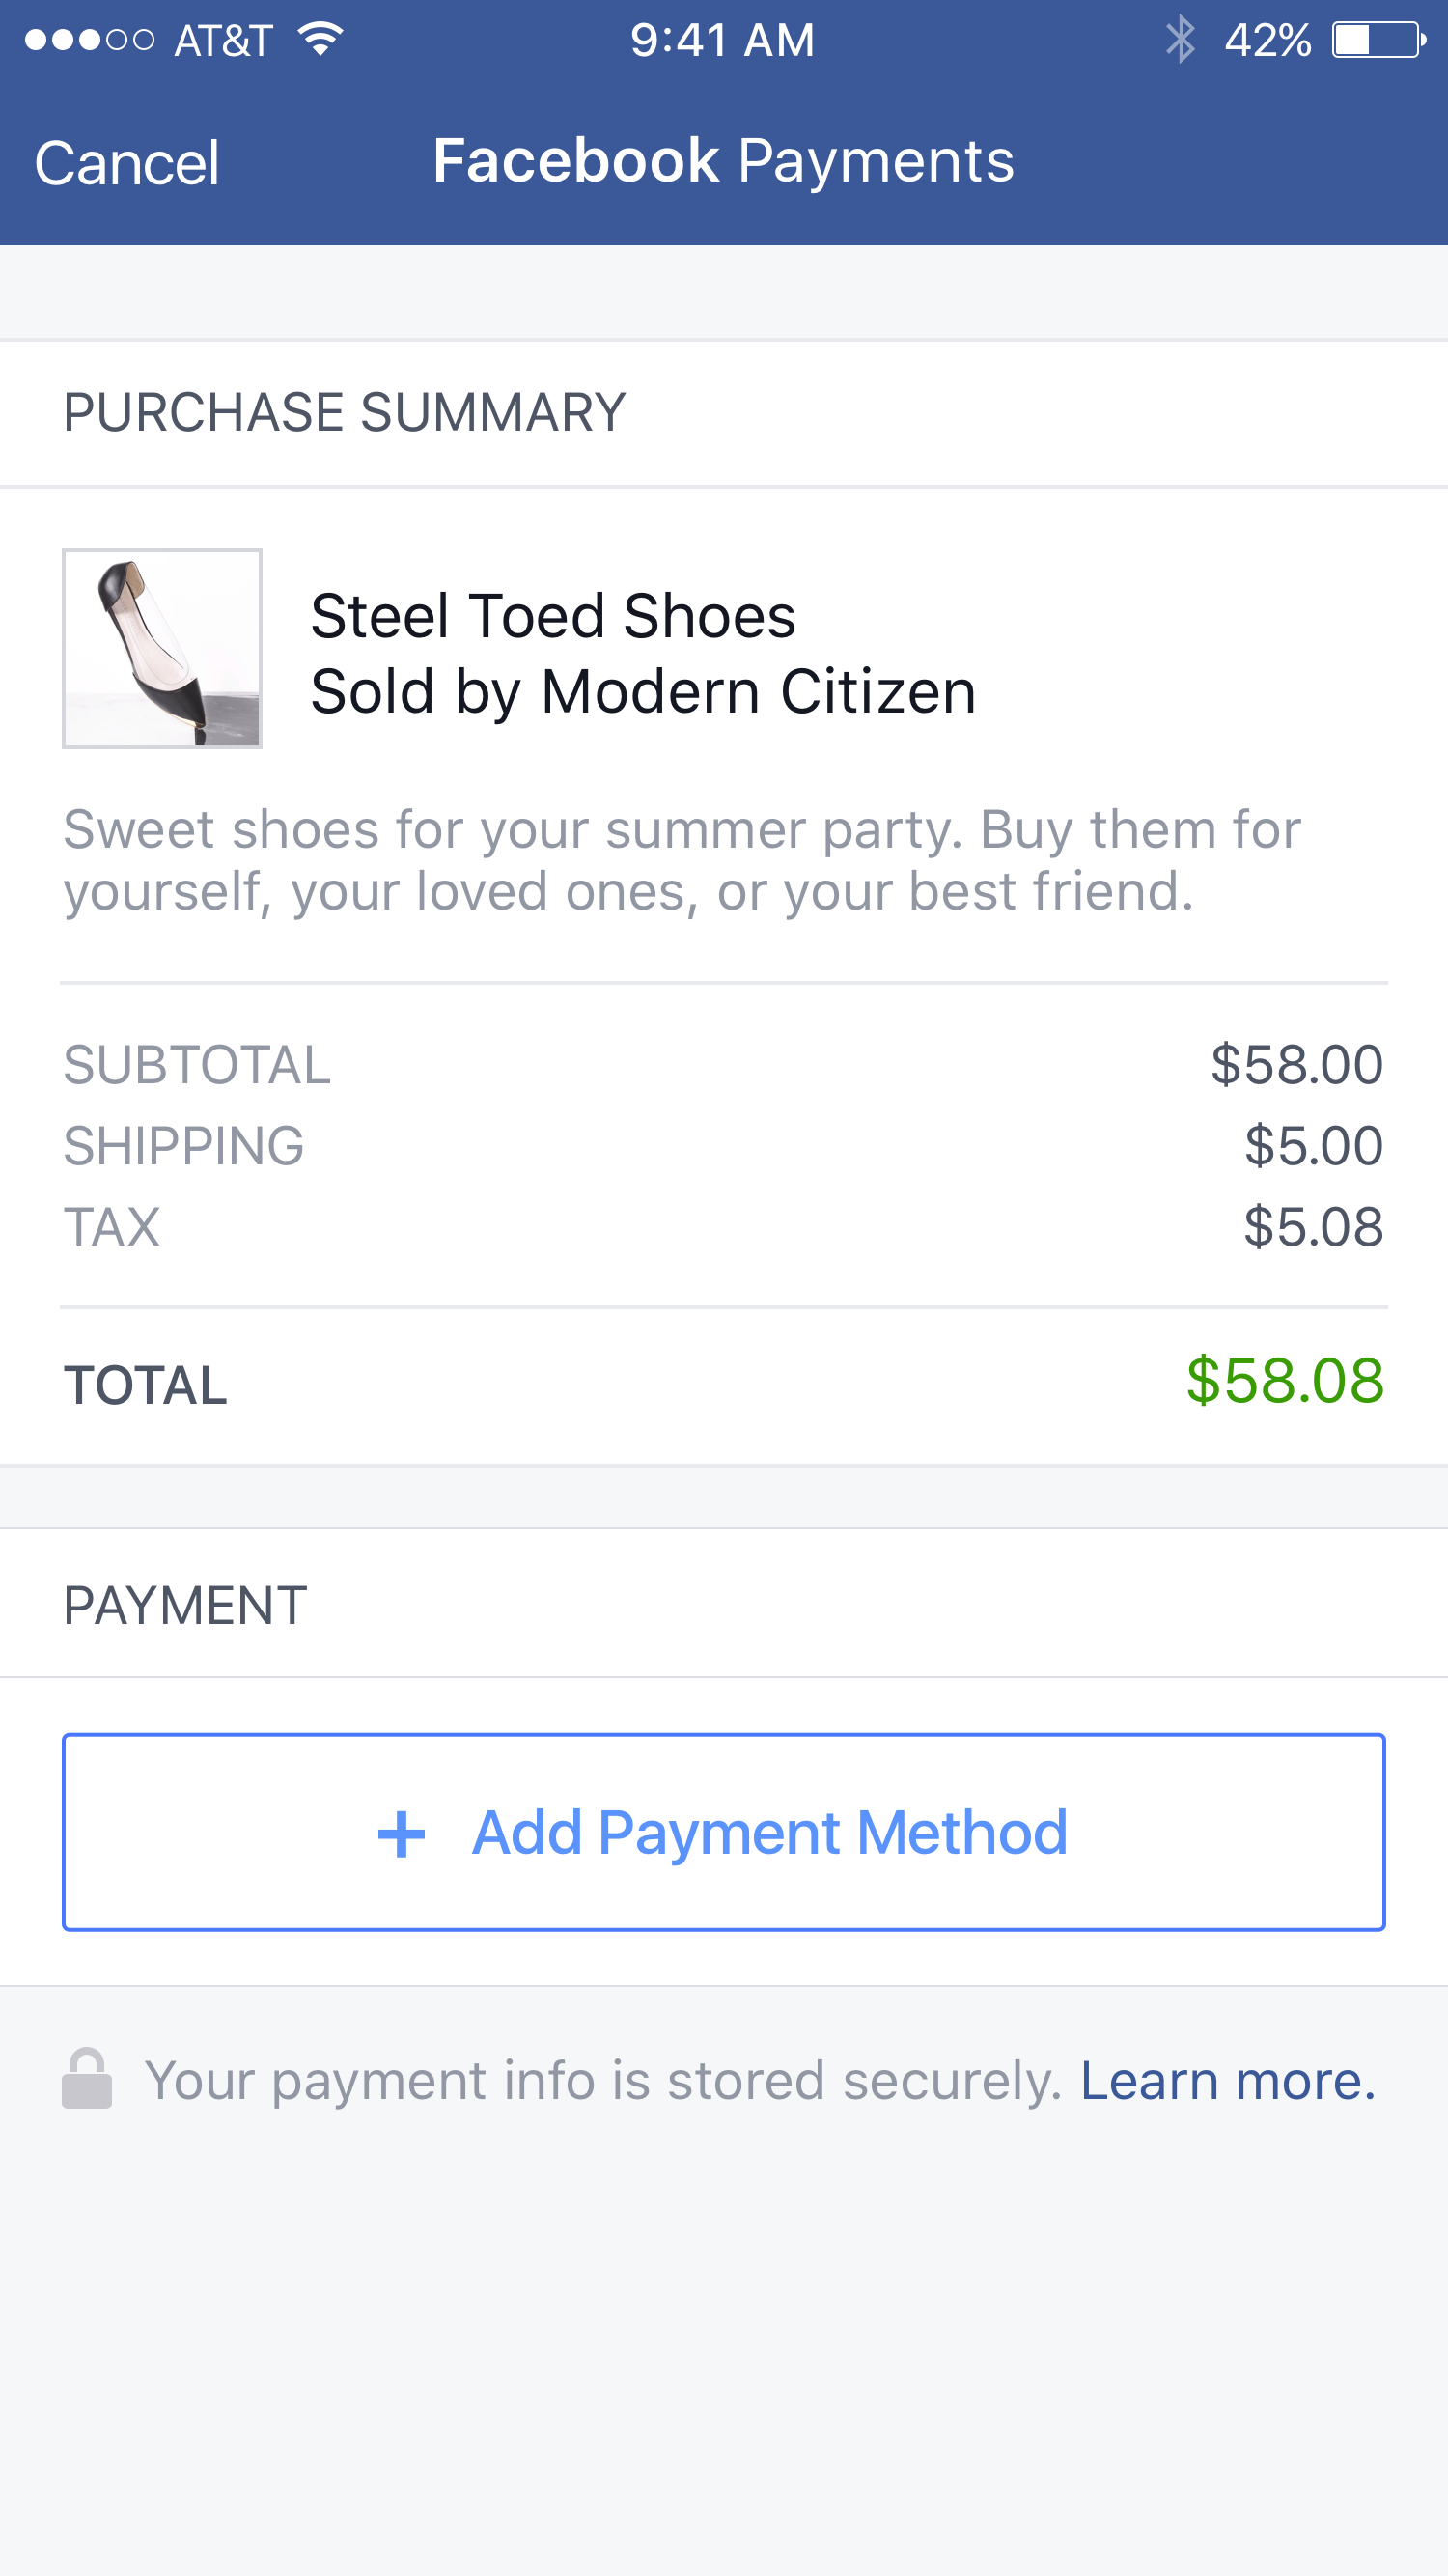 AT&T 9:41 AM 42%
Cancel Facebook Payments
PURCHASE SUMMARY
Steel Toed Shoes
Sold by Modern Citizen
Sweet shoes for your summer party. Buy them for
yourself, your loved ones, or your best friend.
SUBTOTAL $58.00
SHIPPING $5.00
TAX $5.08
TOTAL $58.08
PAYMENT
+ Add Payment Method
Your payment info is stored securely. Learn more.